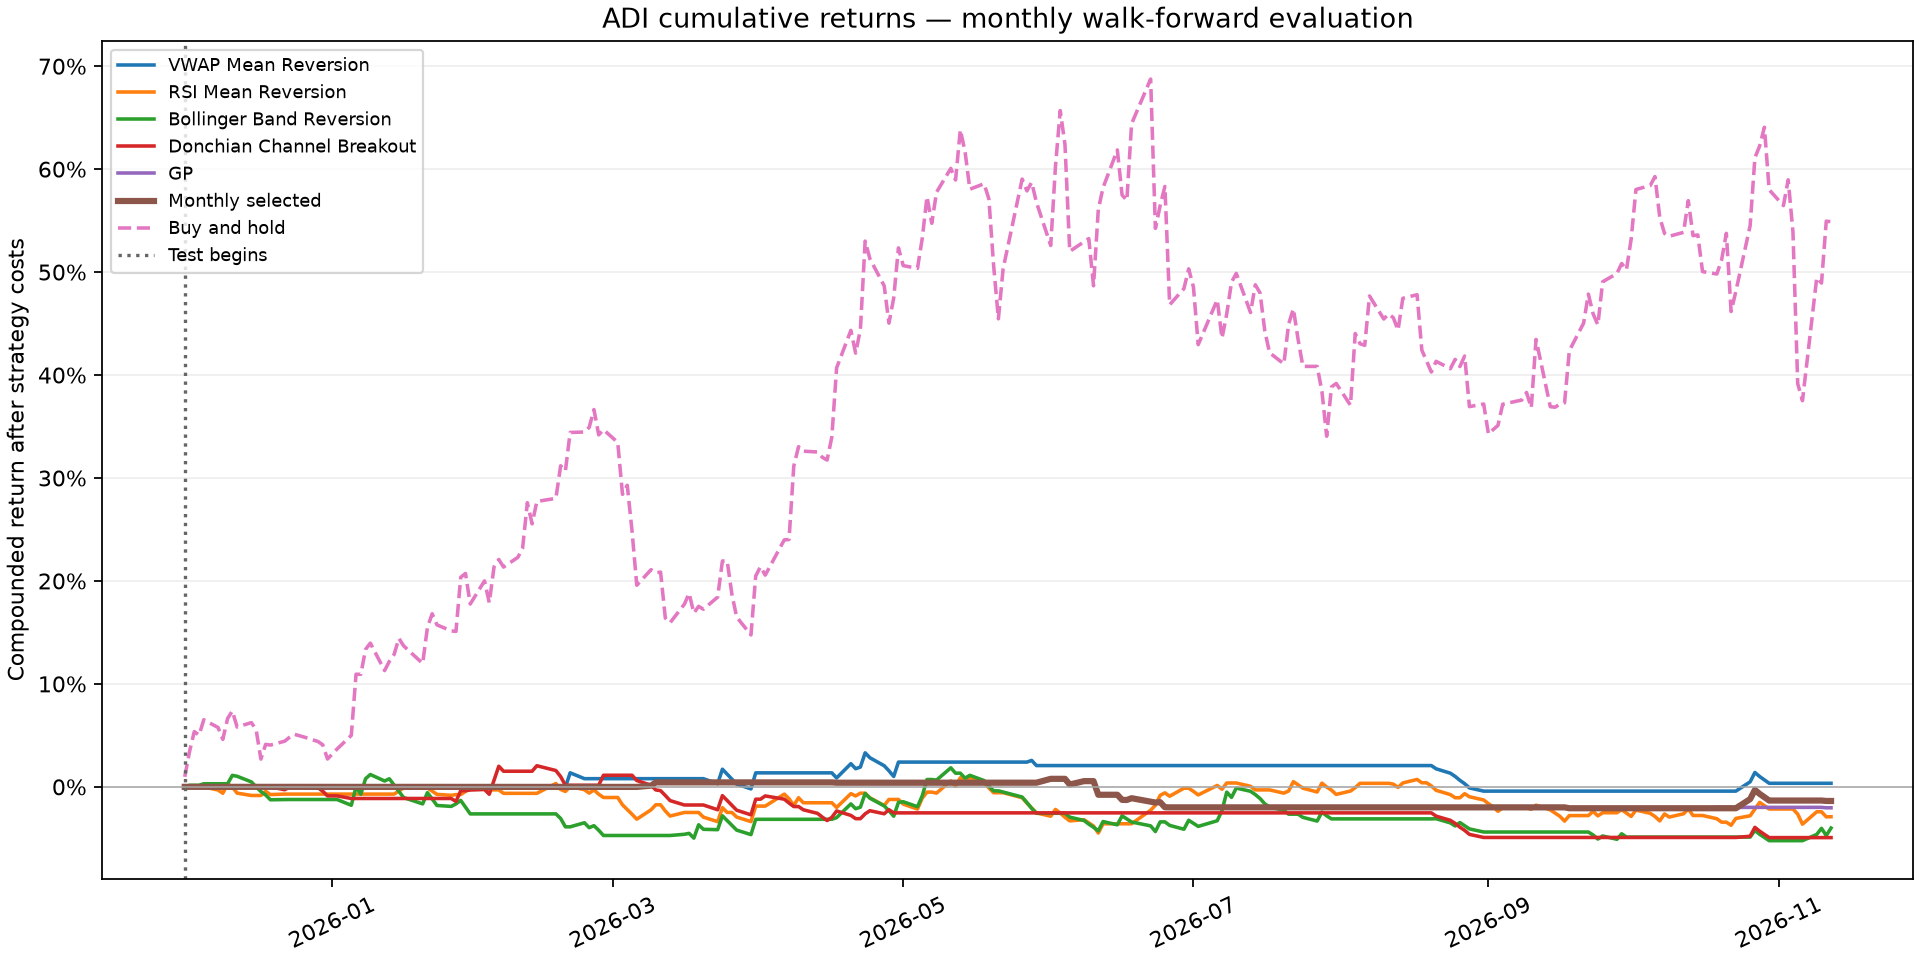 ADI cumulative returns — monthly walk-forward evaluation
Compounded return after strategy costs
70%
60%
50%
40%
30%
20%
10%
0%
VWAP Mean Reversion
RSI Mean Reversion
Bollinger Band Reversion
Donchian Channel Breakout
GP
Monthly selected
Buy and hold
Test begins
2026-01
2026-03
2026-05
2026-07
2026-09
2026-11